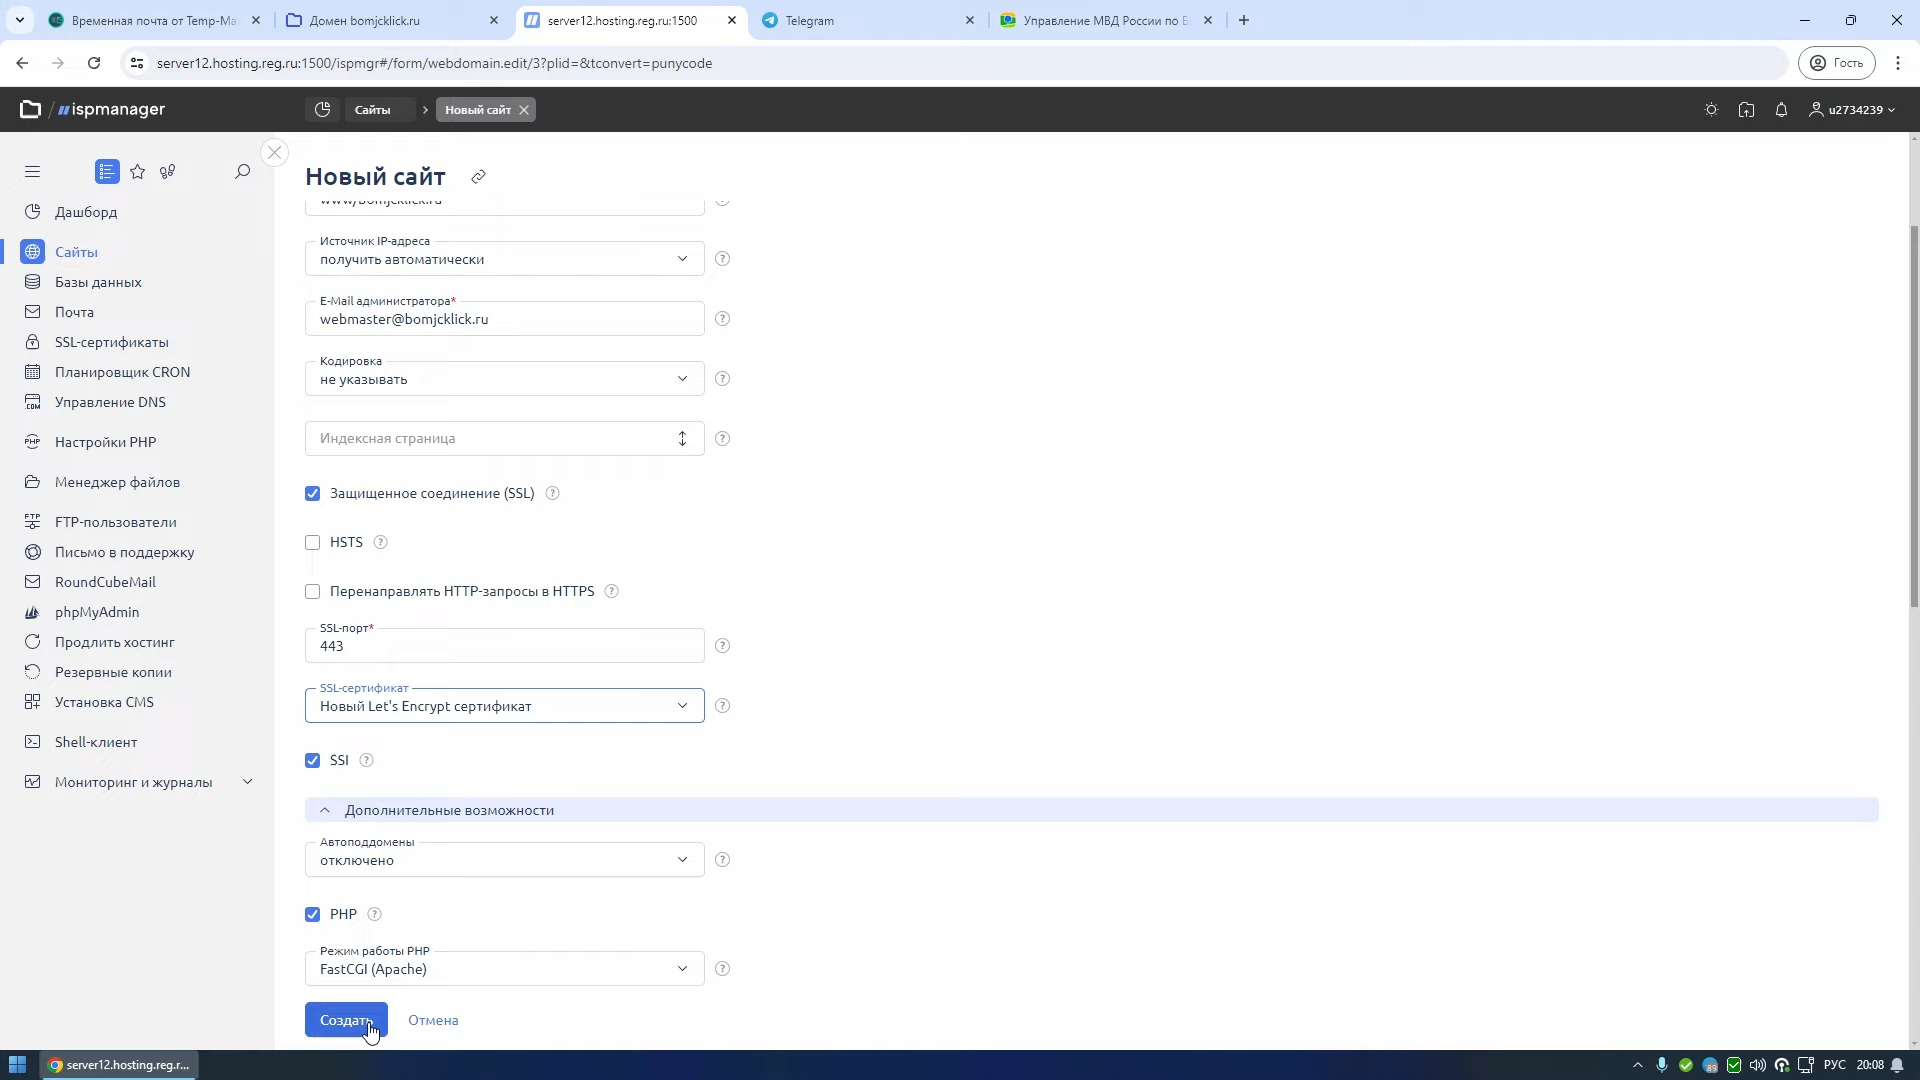 Временная почта от Temp-Ma
Домен bomjcklick.ru
server12.hosting.reg.ru:1500
Telegram
Управление МВД России по Б
server12.hosting.reg.ru:1500/ispmgr#/form/webdomain.edit/3?plid=&tconvert=punycode
Гость
/ ispmanager
Сайты
Новый сайт
u2734239
Новый сайт
www/bomjcklick.ru
Дашборд
Сайты
Базы данных
Почта
SSL-сертификаты
Планировщик CRON
Управление DNS
Настройки PHP
Менеджер файлов
FTP-пользователи
Письмо в поддержку
RoundCubeMail
phpMyAdmin
Продлить хостинг
Резервные копии
Установка CMS
Shell-клиент
Мониторинг и журналы
Источник IP-адреса
получить автоматически
E-Mail администратора*
webmaster@bomjcklick.ru
Кодировка
не указывать
Индексная страница
Защищенное соединение (SSL)
HSTS
Перенаправлять HTTP-запросы в HTTPS
SSL-порт*
443
SSL-сертификат
Новый Let's Encrypt сертификат
SSI
Дополнительные возможности
Автоподдомены
отключено
PHP
Режим работы PHP
FastCGI (Apache)
Создать
Отмена
server12.hosting.reg.r...
РУС
20:08